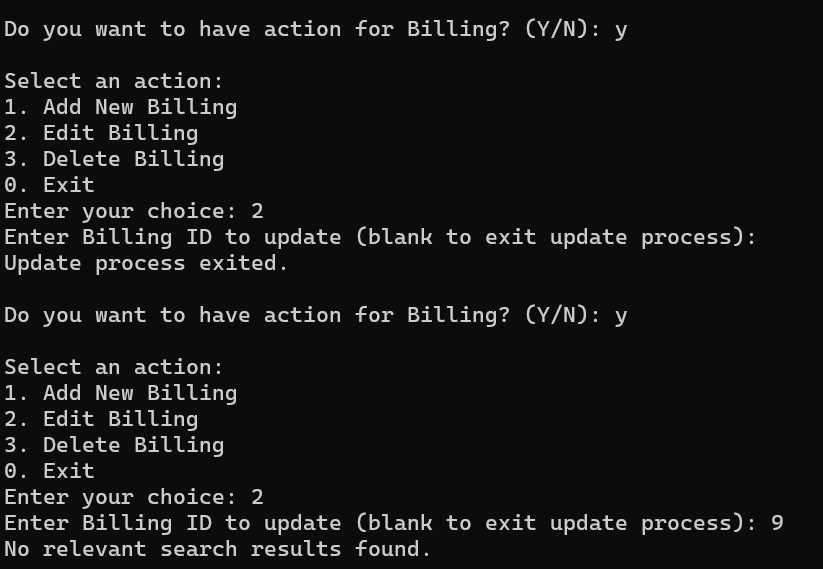 Do you want to have action for Billing? (Y/N): y
Select an action:
1. Add New Billing
2. Edit Billing
3. Delete Billing
0. Exit
Enter your choice: 2
Enter Billing ID to update (blank to exit update process):
Update process exited.
Do you want to have action for Billing? (Y/N): y
Select an action:
1. Add New Billing
2. Edit Billing
3. Delete Billing
0. Exit
Enter your choice: 2
Enter Billing ID to update (blank to exit update process): 9
No relevant search results found.